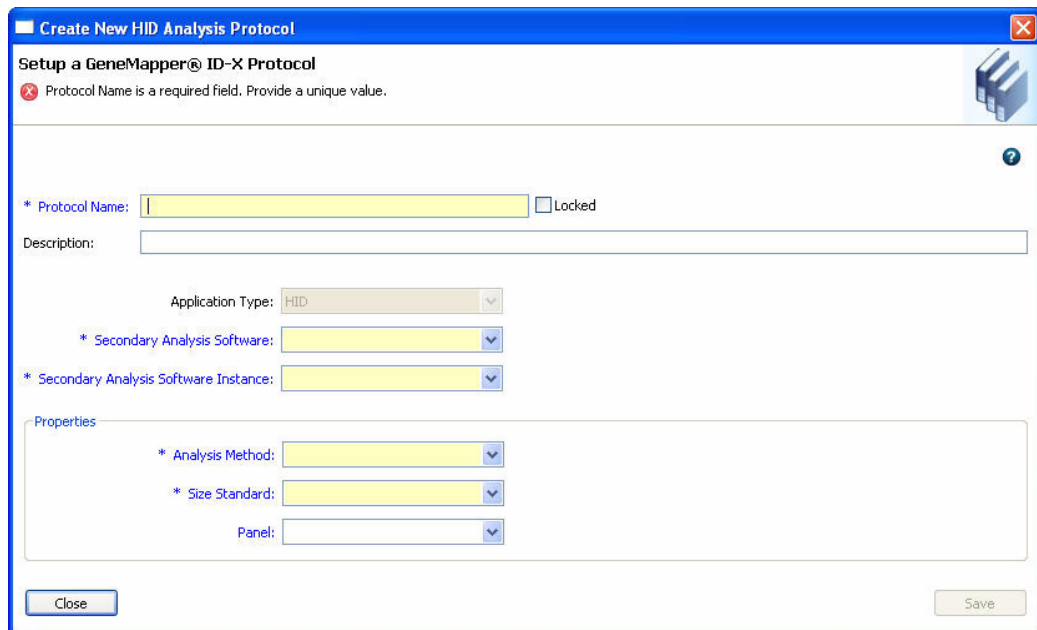 Create New HID Analysis Protocol
Setup a GeneMapper® ID-X Protocol
Protocol Name is a required field. Provide a unique value.
?
* Protocol Name:
Locked
Description:
Application Type: HID
* Secondary Analysis Software:
* Secondary Analysis Software Instance:
Properties
* Analysis Method:
* Size Standard:
Panel:
Close
Save